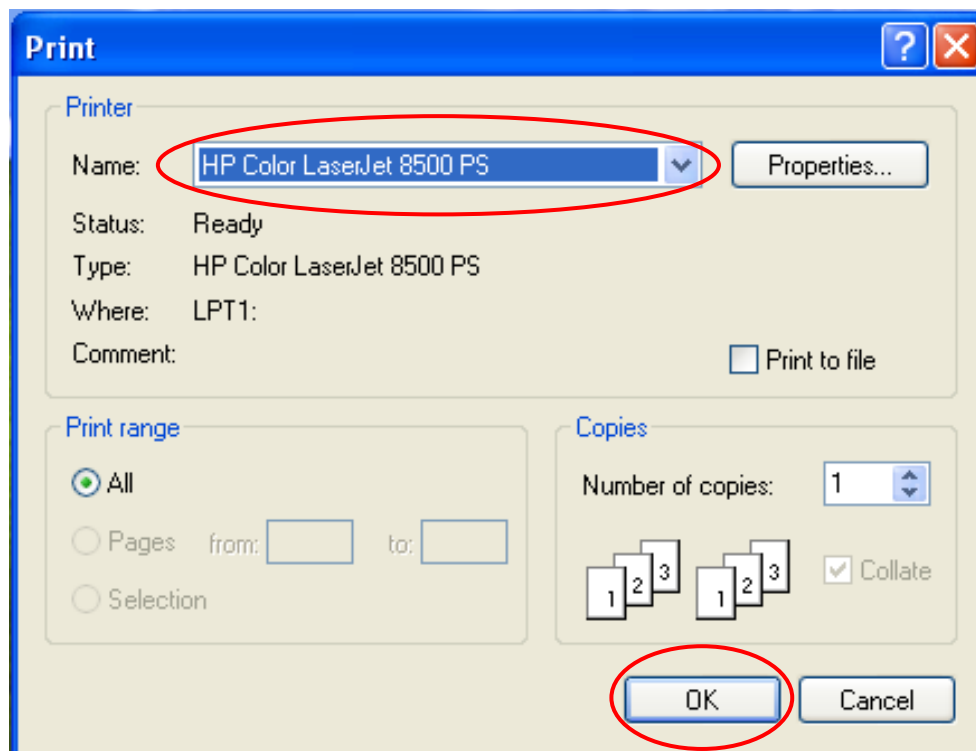 Print
Printer
Name: HP Color LaserJet 8500 PS Properties...
Status: Ready
Type: HP Color LaserJet 8500 PS
Where: LPT1:
Comment: Print to file
Print range Copies
All Number of copies: 1
Pages from: to:
1 2 3 1 2 3 Collate
Selection
OK Cancel